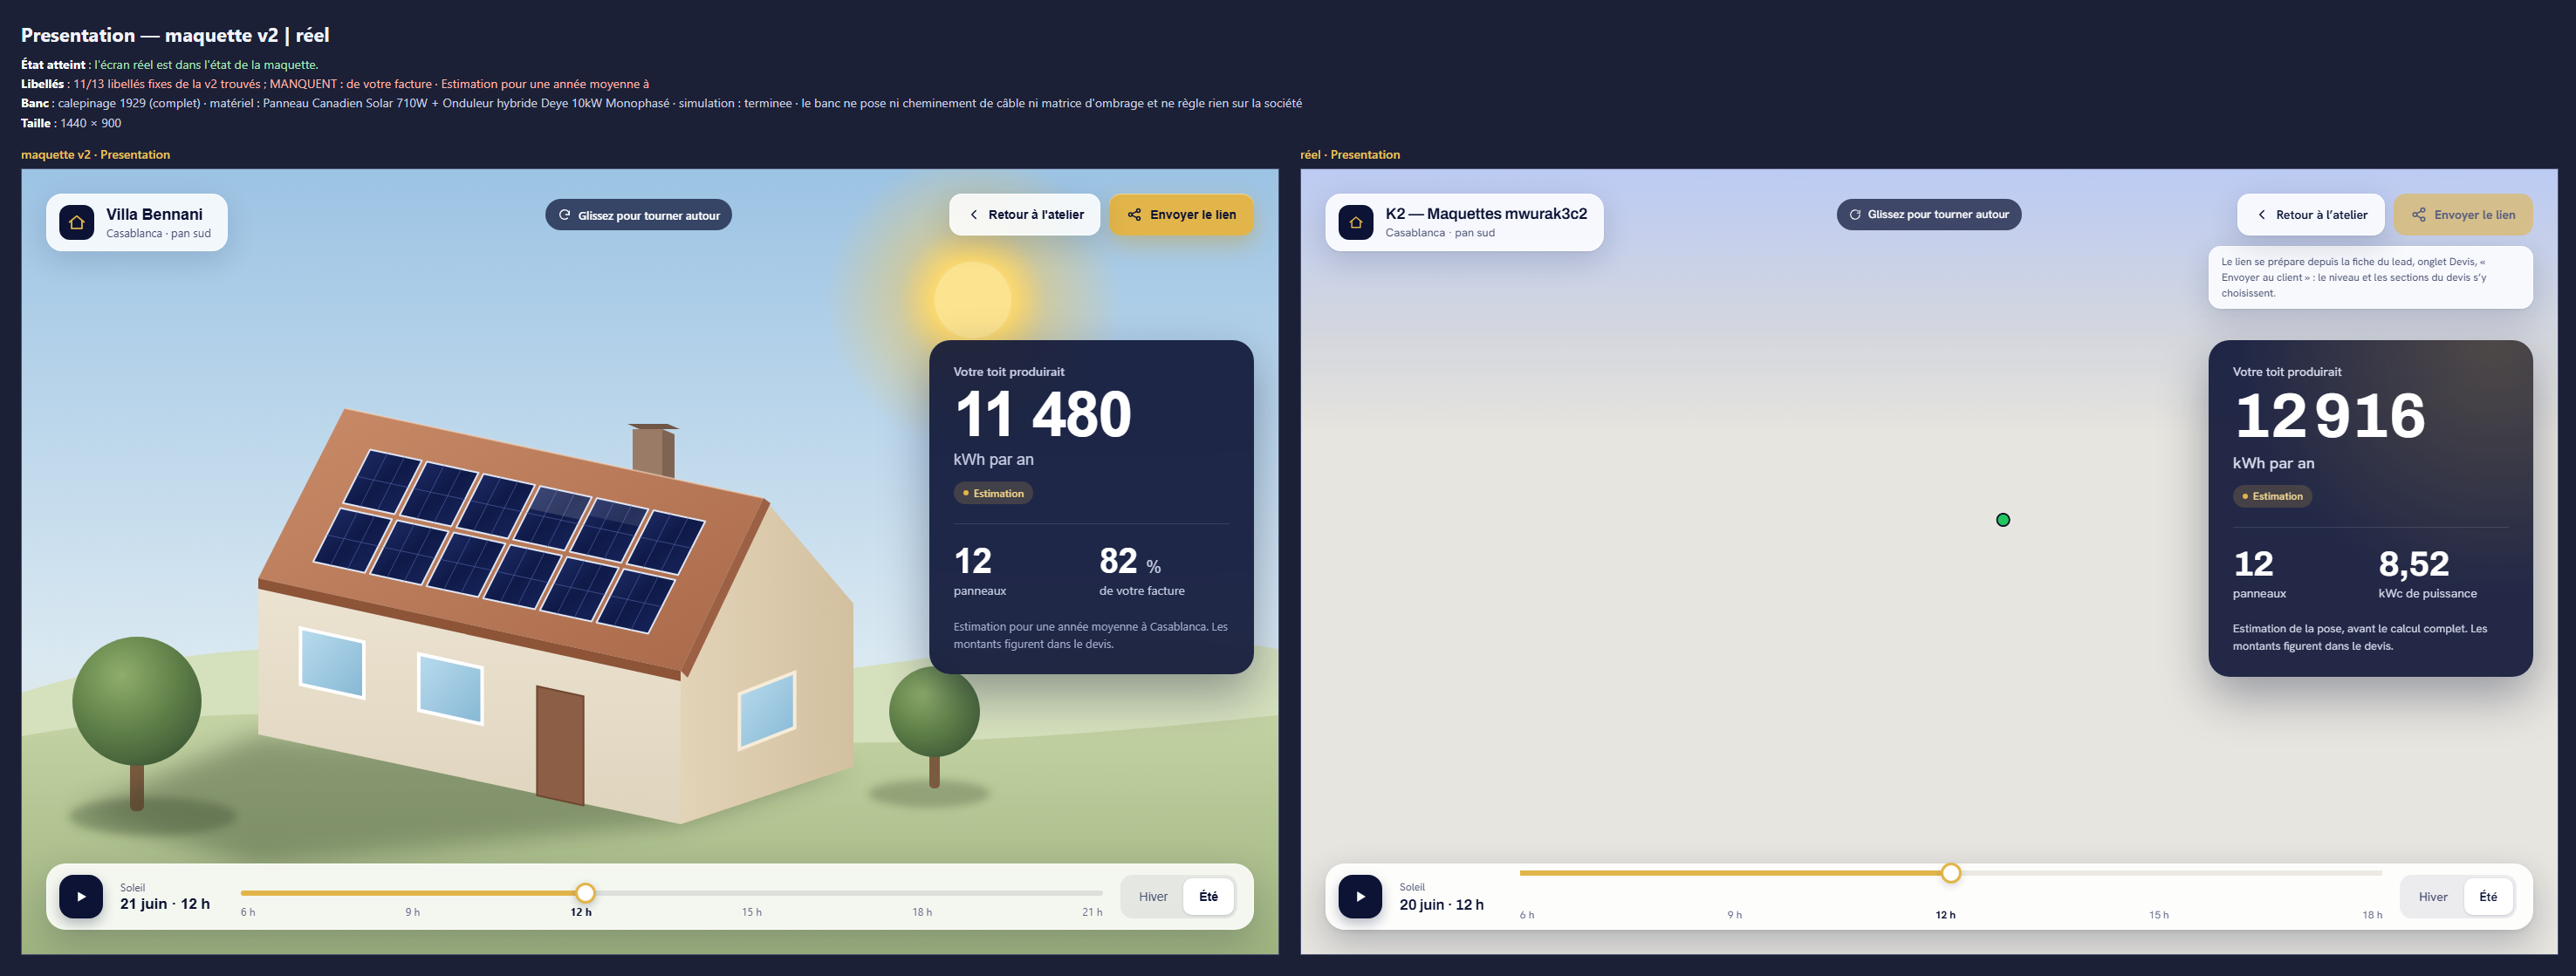 Presentation — maquette v2 | réel
État atteint : l'écran réel est dans l'état de la maquette.
Libellés : 11/13 libellés fixes de la v2 trouvés ; MANQUENT : de votre facture · Estimation pour une année moyenne à
Banc : calepinage 1929 (complet) · matériel : Panneau Canadien Solar 710W + Onduleur hybride Deye 10kW Monophasé · simulation : terminee · le banc ne pose ni cheminement de câble ni matrice d'ombrage et ne règle rien sur la société
Taille : 1440 × 900
maquette v2 · Presentation
Villa Bennani
Casablanca · pan sud
Glissez pour tourner autour
Retour à l'atelier
Envoyer le lien
Votre toit produirait
11 480
kWh par an
Estimation
12
panneaux
82 %
de votre facture
Estimation pour une année moyenne à Casablanca. Les
montants figurent dans le devis.
Soleil
21 juin · 12 h
6 h
9 h
12 h
15 h
18 h
21 h
Hiver
Été
réel · Presentation
K2 — Maquettes mwurak3c2
Casablanca · pan sud
Glissez pour tourner autour
Retour à l’atelier
Envoyer le lien
Le lien se prépare depuis la fiche du lead, onglet Devis, «
Envoyer au client » : le niveau et les sections du devis s’y
choisissent.
Votre toit produirait
12 916
kWh par an
Estimation
12
panneaux
8,52
kWc de puissance
Estimation de la pose, avant le calcul complet. Les
montants figurent dans le devis.
Soleil
20 juin · 12 h
6 h
9 h
12 h
15 h
18 h
Hiver
Été